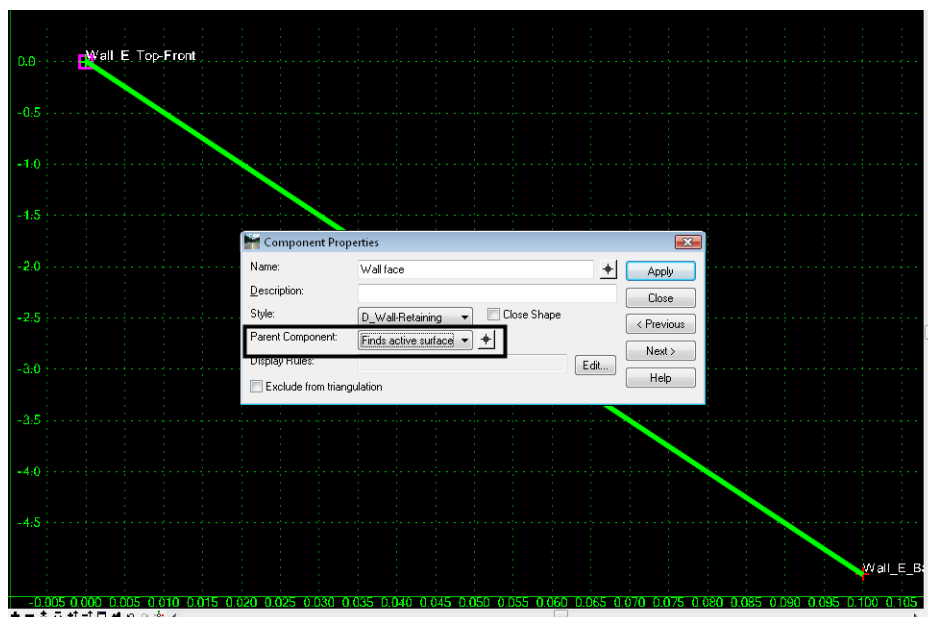 Wall_E_Top-Front
0.0
-0.5
-1.0
-1.5
Component Properties
Name: Wall face
Apply
-2.0
Description:
Close
Style: D_Wall-Retaining Close Shape
-2.5
< Previous
Parent Component: Finds active surface
Next >
Display Rules: Edit...
-3.0
Help
Exclude from triangulation
-3.5
-4.0
-4.5
Wall_E_Ba
-0.005 0.000 0.005 0.010 0.015 0.020 0.025 0.030 0.035 0.040 0.045 0.050 0.055 0.060 0.065 0.070 0.075 0.080 0.085 0.090 0.095 0.100 0.105